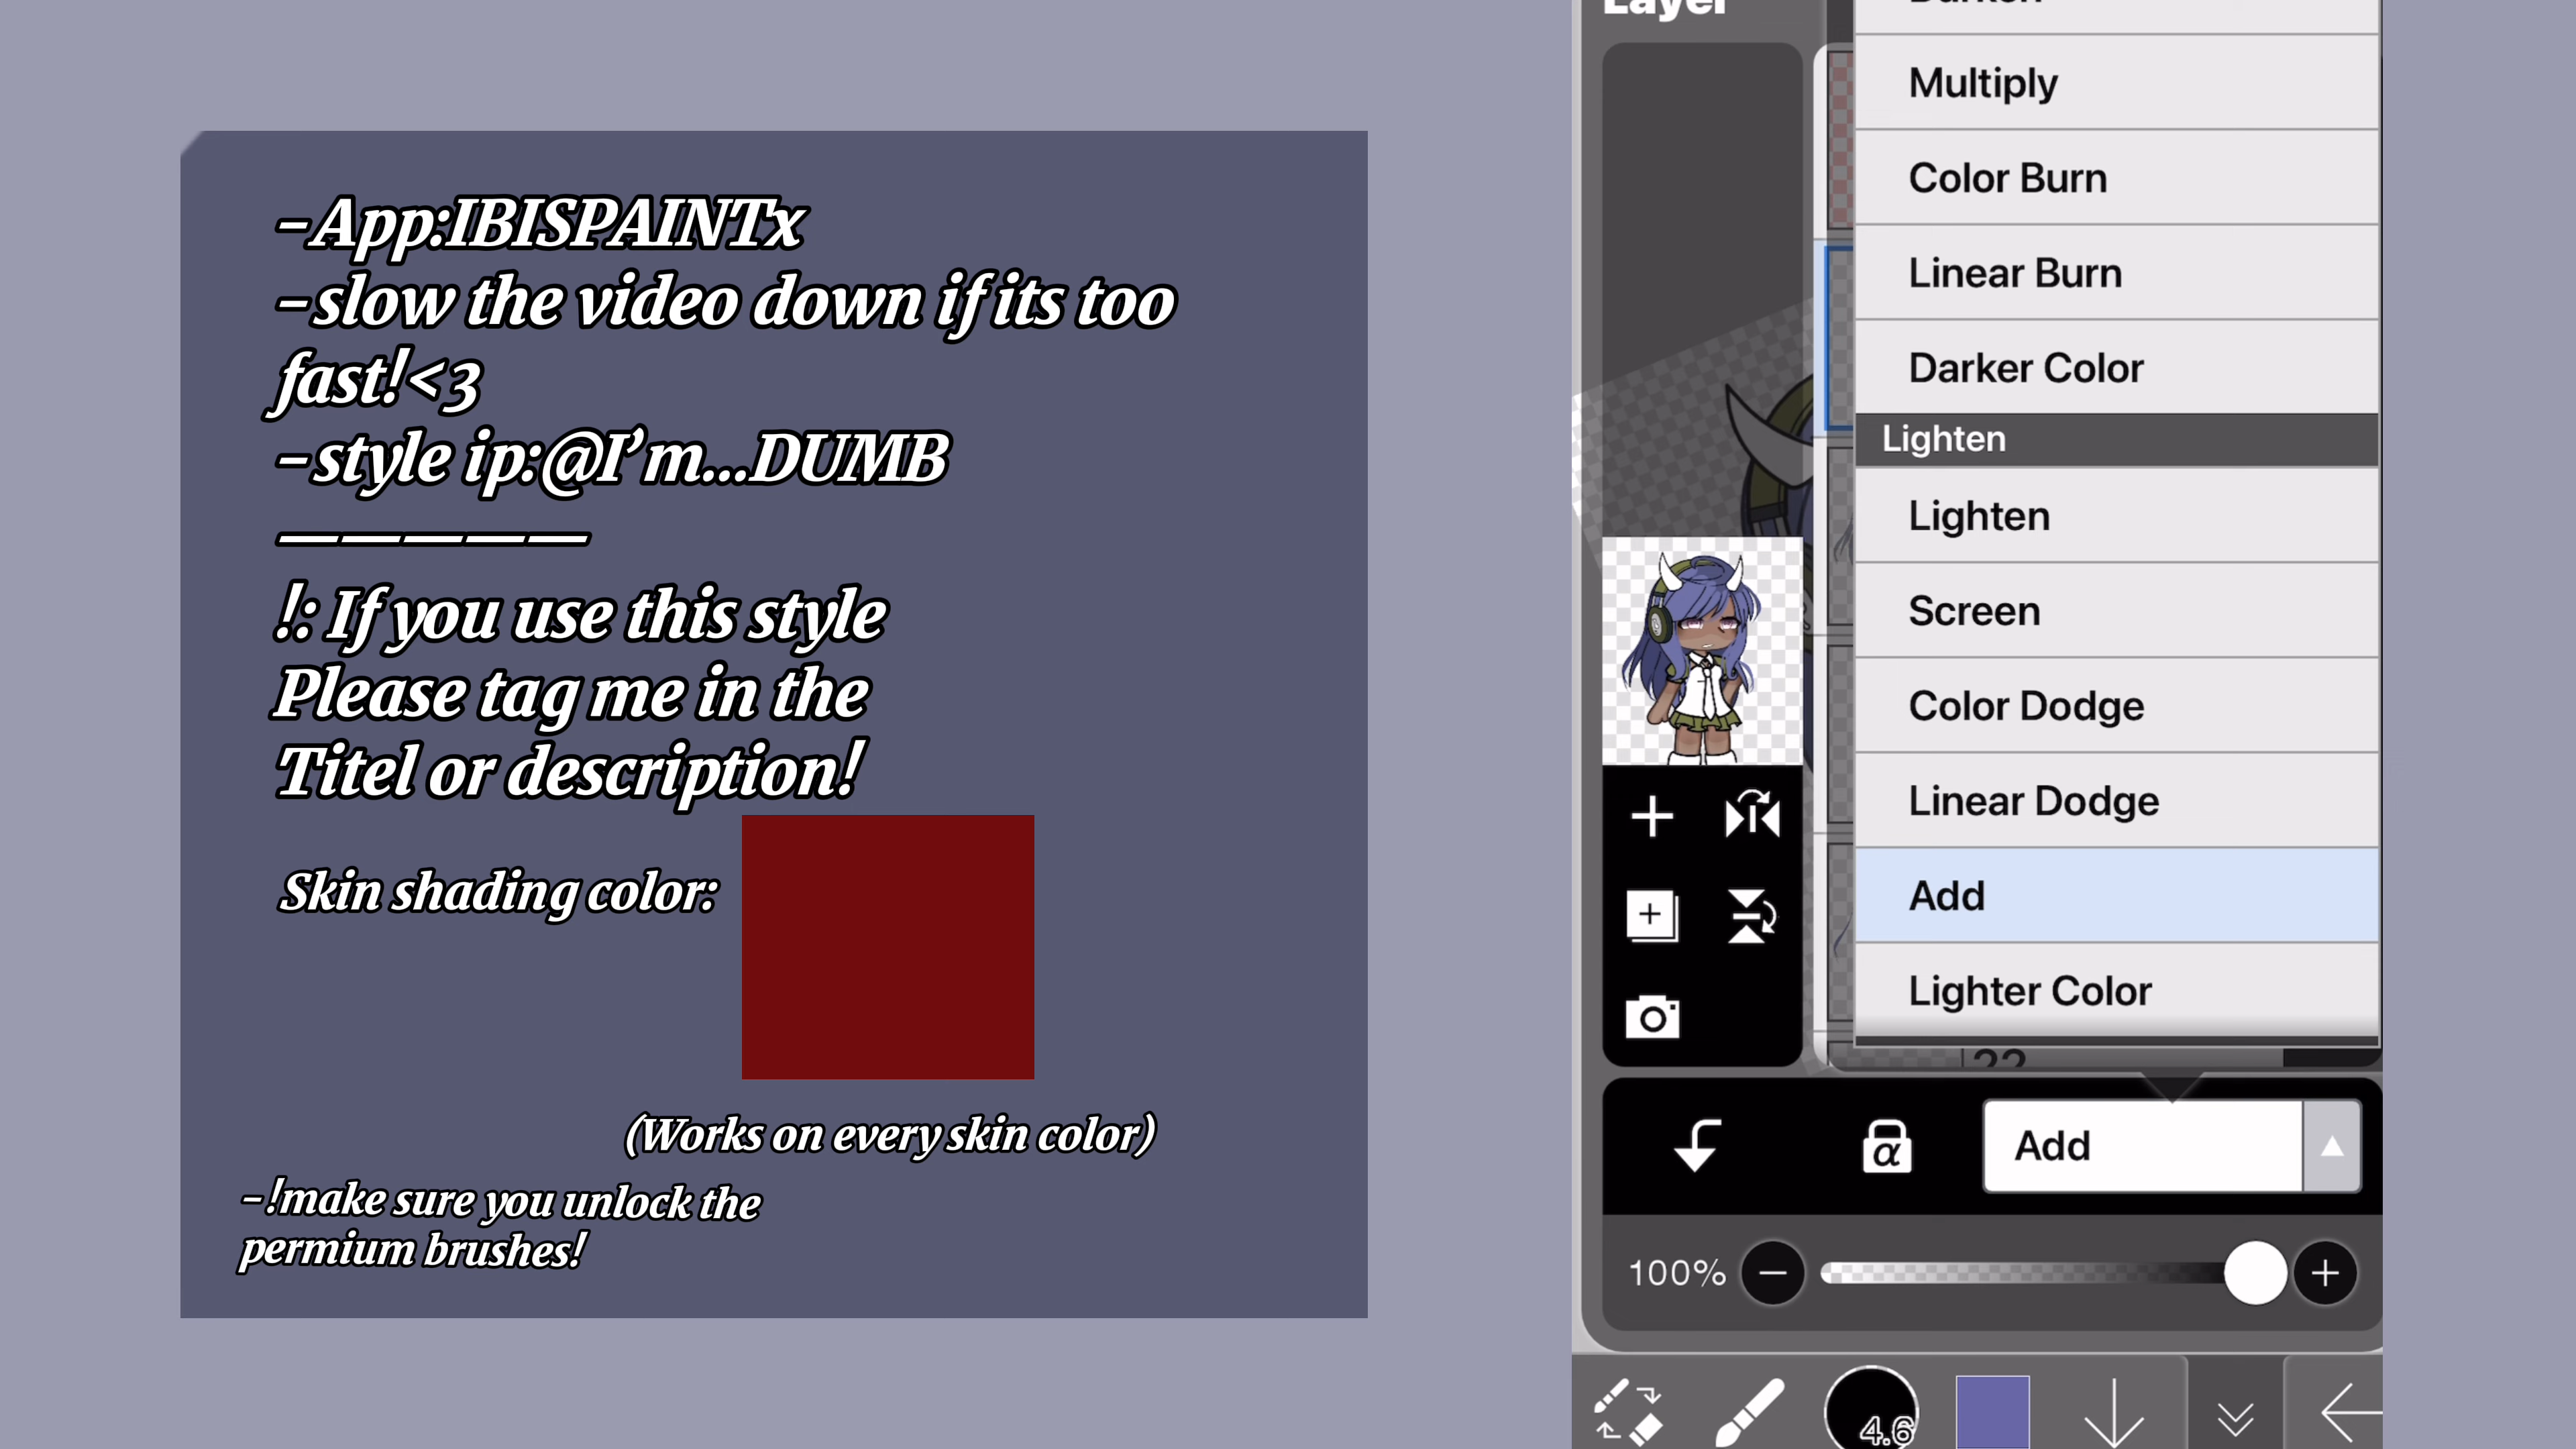 -App:IBISPAINTx
-slow the video down if its too
fast!<3
-style ip:@I'm...DUMB
—————
!: If you use this style
Please tag me in the
Titel or description!
Skin shading color:
(Works on every skin color)
-!make sure you unlock the
permium brushes!
Layer
Darken
Multiply
Color Burn
Linear Burn
Darker Color
Lighten
Lighten
Screen
Color Dodge
Linear Dodge
Add
Lighter Color
22
α
Add
100%
4.6